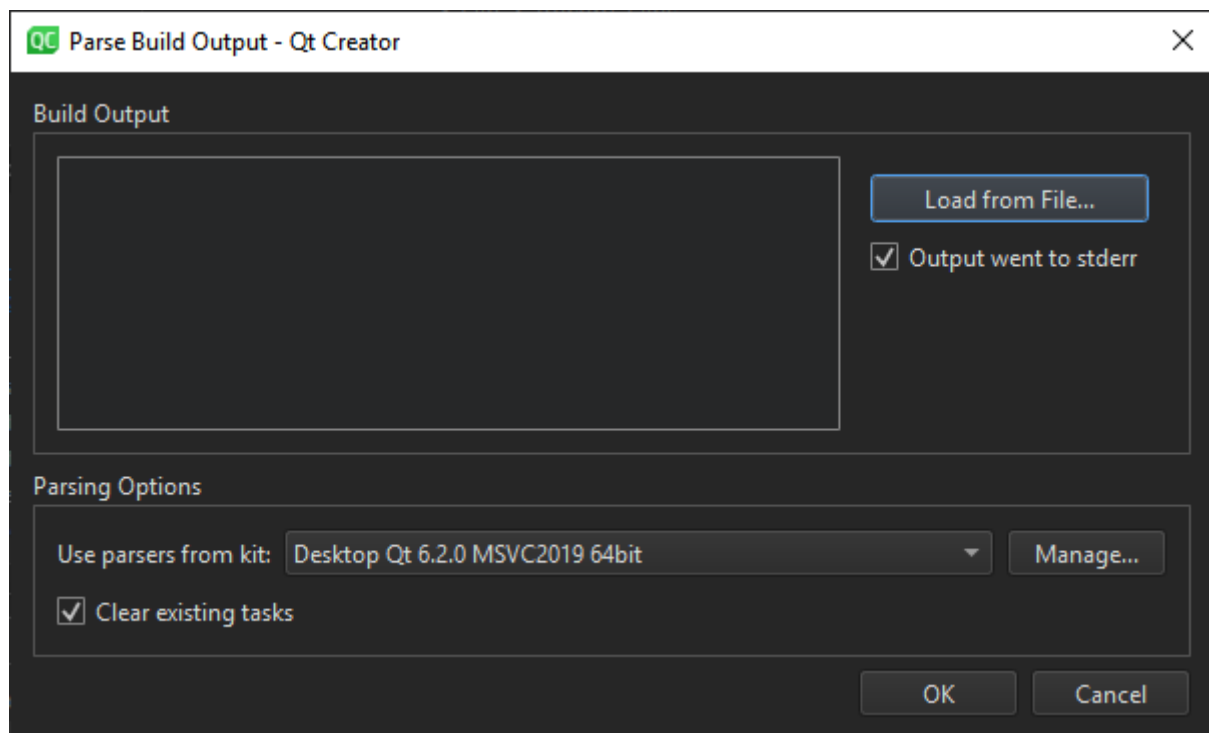 QC Parse Build Output - Qt Creator
Build Output
Load from File...
Output went to stderr
Parsing Options
Use parsers from kit: Desktop Qt 6.2.0 MSVC2019 64bit Manage...
Clear existing tasks
OK Cancel